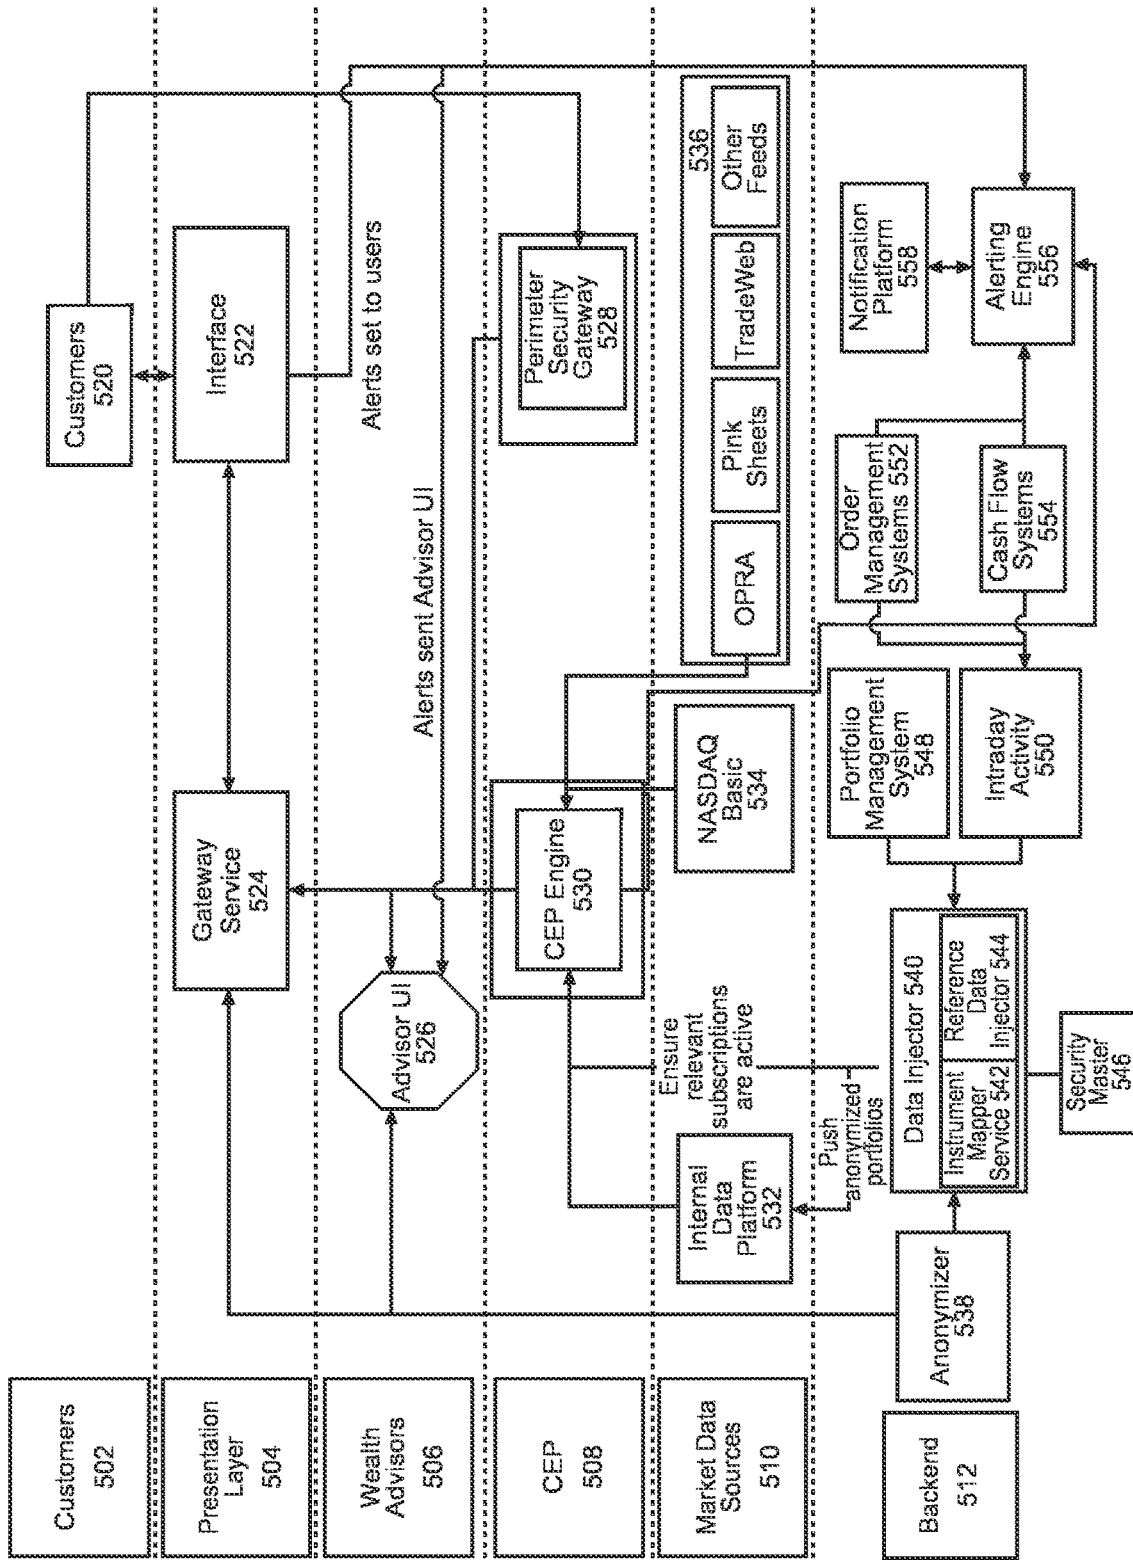 Customers
502
Presentation
Layer
504
Wealth
Advisors
506
CEP
508
Market Data
Sources
510
Backend
512
Customers
520
Interface
522
Gateway
Service
524
Alerts set to users
Advisor UI
526
Alerts sent Advisor UI
CEP Engine
530
Perimeter
Security
Gateway
528
Internal
Data
Platform
532
Ensure
relevant
subscriptions
are active
NASDAQ
Basic
534
OPRA
Pink
Sheets
TradeWeb
Other
Feeds
536
Push
anonymized
portfolios
Anonymizer
538
Data Injector 540
Instrument
Mapper
Service 542
Reference
Data
Injector 544
Security
Master
546
Portfolio
Management
System
548
Intraday
Activity
550
Order
Management
Systems 552
Cash Flow
Systems
554
Notification
Platform
558
Alerting
Engine
556